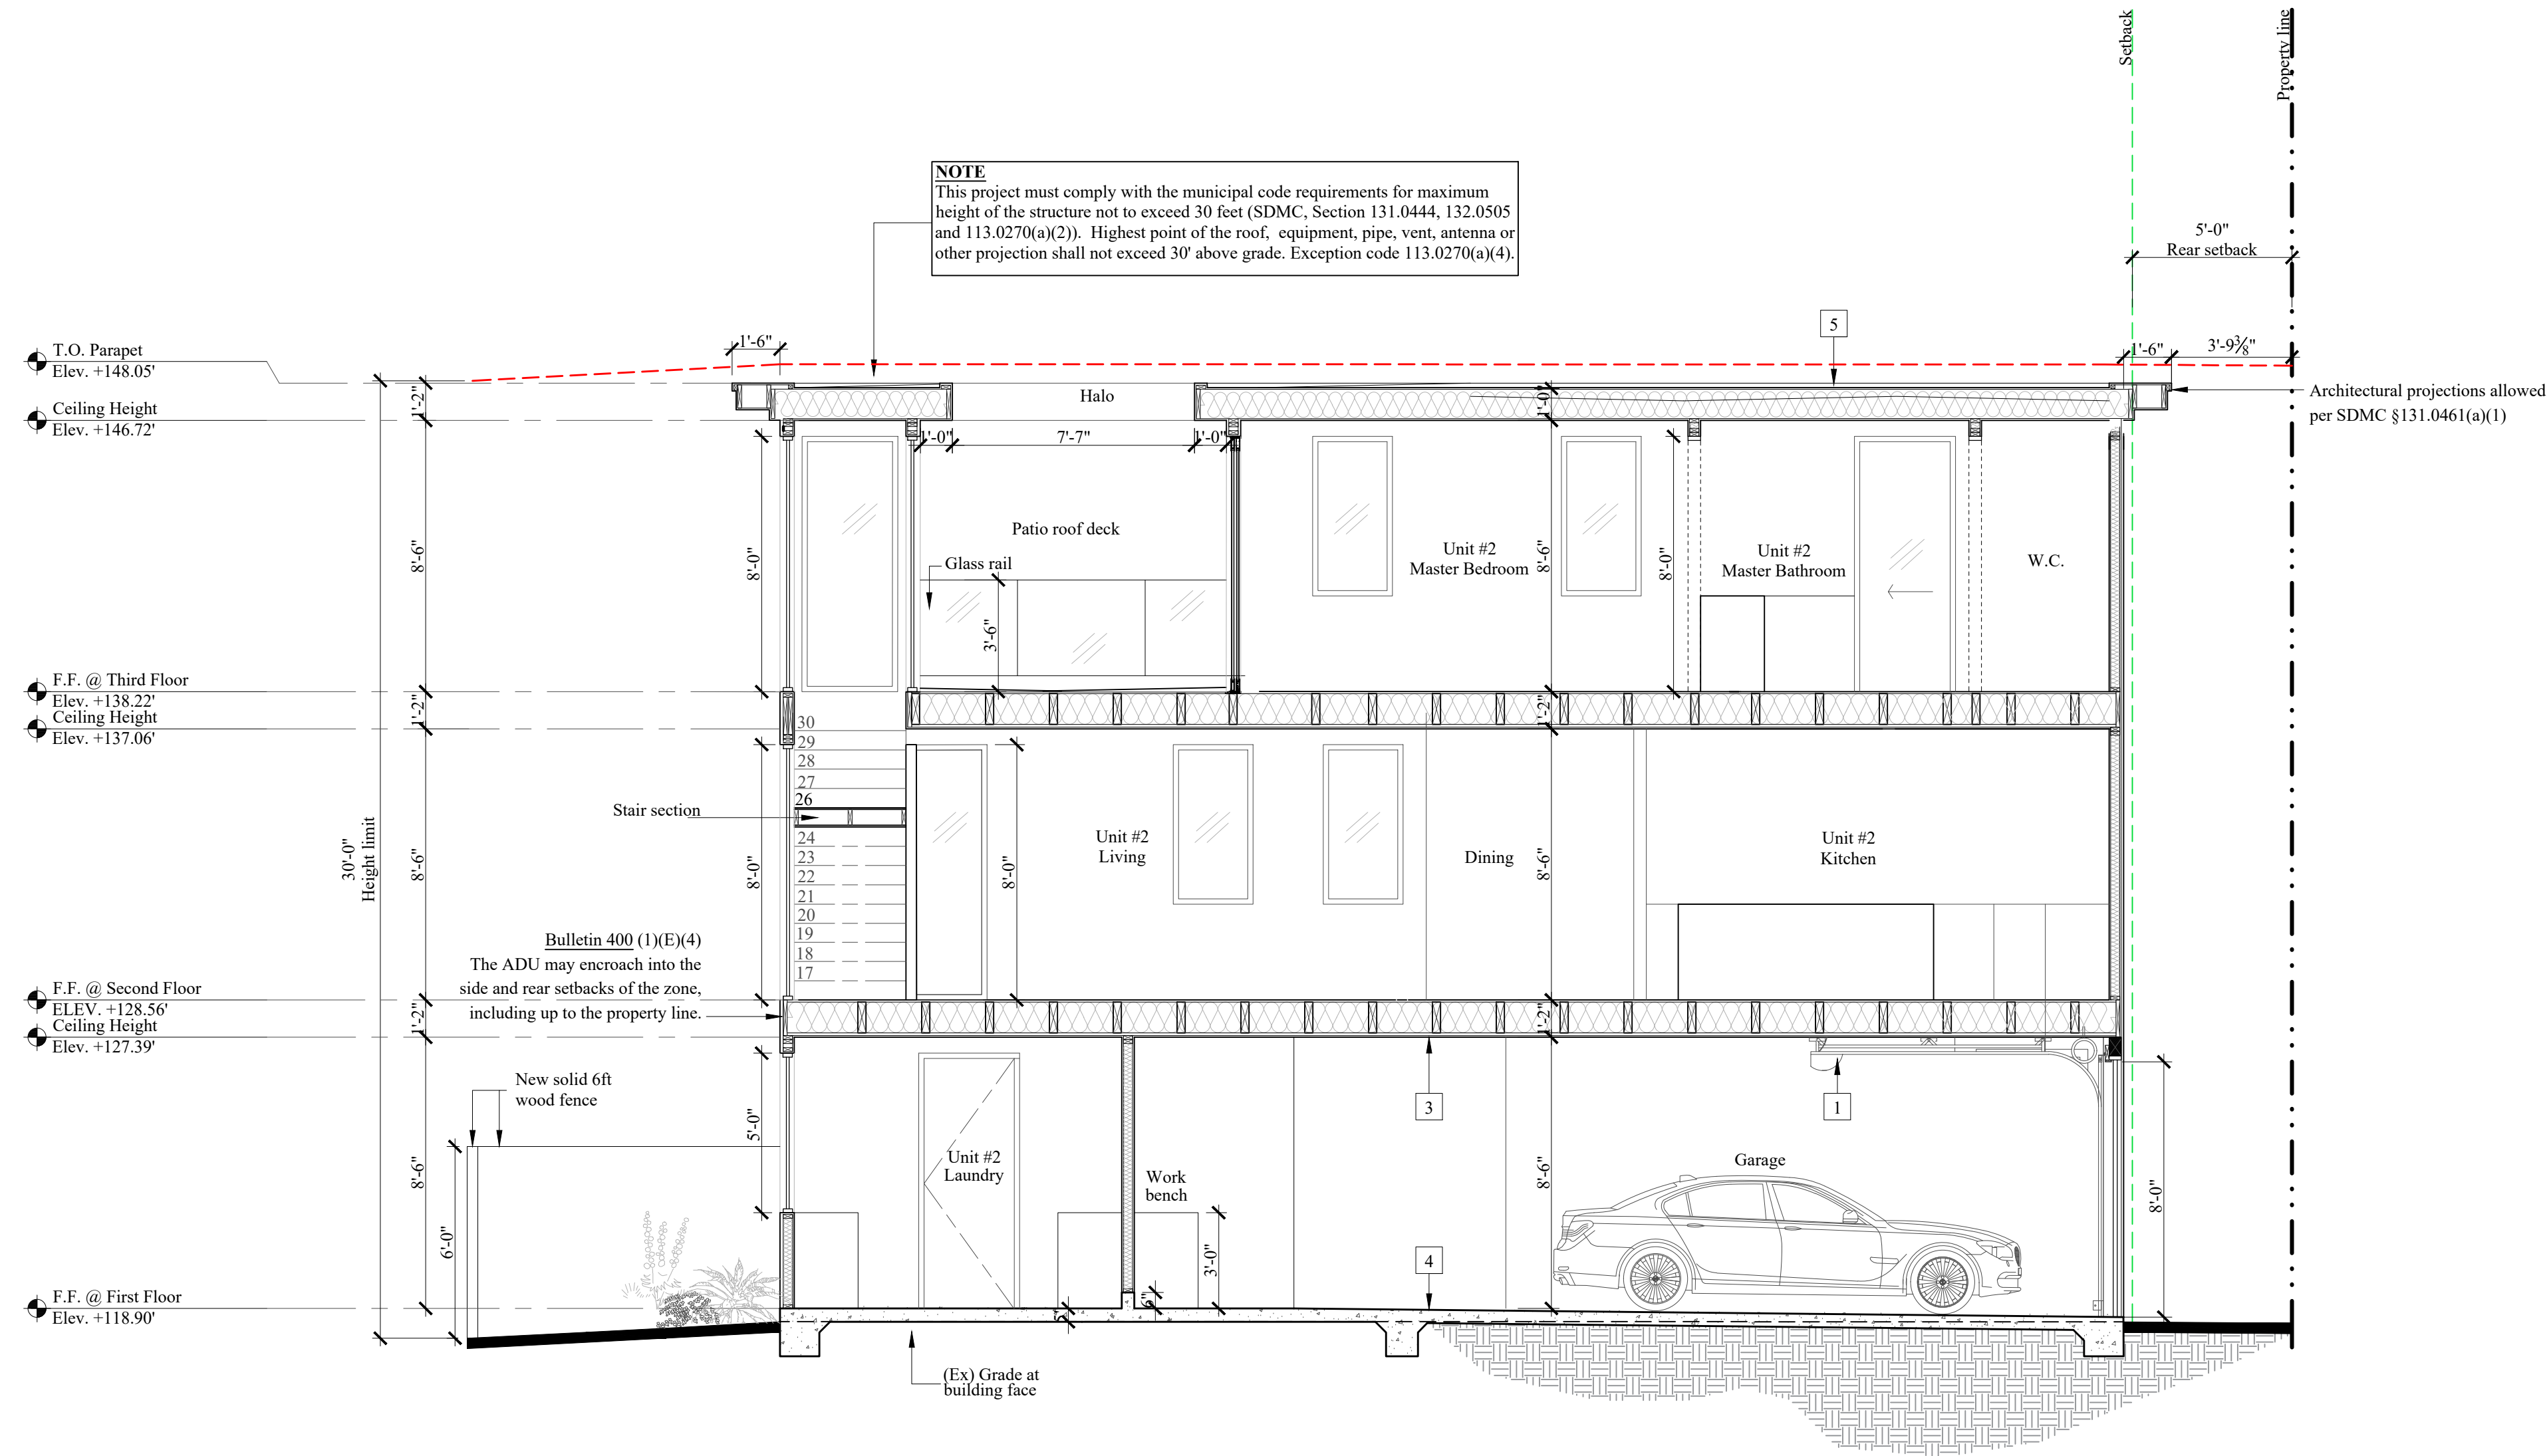 Setback
Property line
NOTE
This project must comply with the municipal code requirements for maximum
height of the structure not to exceed 30 feet (SDMC, Section 131.0444, 132.0505
and 113.0270(a)(2)).  Highest point of the roof,  equipment, pipe, vent, antenna or
other projection shall not exceed 30' above grade. Exception code 113.0270(a)(4).
5'-0"
Rear setback
5
1'-6"
1'-6"
3'-9⅜"
T.O. Parapet
Elev. +148.05'
1'-2"
Halo
1'-0"
Architectural projections allowed
per SDMC §131.0461(a)(1)
Ceiling Height
Elev. +146.72'
1'-0"
7'-7"
1'-0"
Patio roof deck
Glass rail
3'-6"
8'-6"
8'-0"
Unit #2
Master Bedroom
8'-6"
8'-0"
Unit #2
Master Bathroom
W.C.
F.F. @ Third Floor
Elev. +138.22'
1'-2"
1'-2"
Ceiling Height
Elev. +137.06'
30
29
28
27
26
Stair section
24
23
22
21
20
19
18
17
30'-0"
Height limit
8'-6"
8'-0"
8'-0"
Unit #2
Living
Dining
8'-6"
Unit #2
Kitchen
Bulletin 400 (1)(E)(4)
The ADU may encroach into the
side and rear setbacks of the zone,
including up to the property line.
F.F. @ Second Floor
ELEV. +128.56'
1'-2"
1'-2"
Ceiling Height
Elev. +127.39'
New solid 6ft
wood fence
3
1
5'-0"
8'-6"
6'-0"
Unit #2
Laundry
Work
bench
3'-0"
8'-6"
Garage
8'-0"
4
6"
F.F. @ First Floor
Elev. +118.90'
(Ex) Grade at
building face